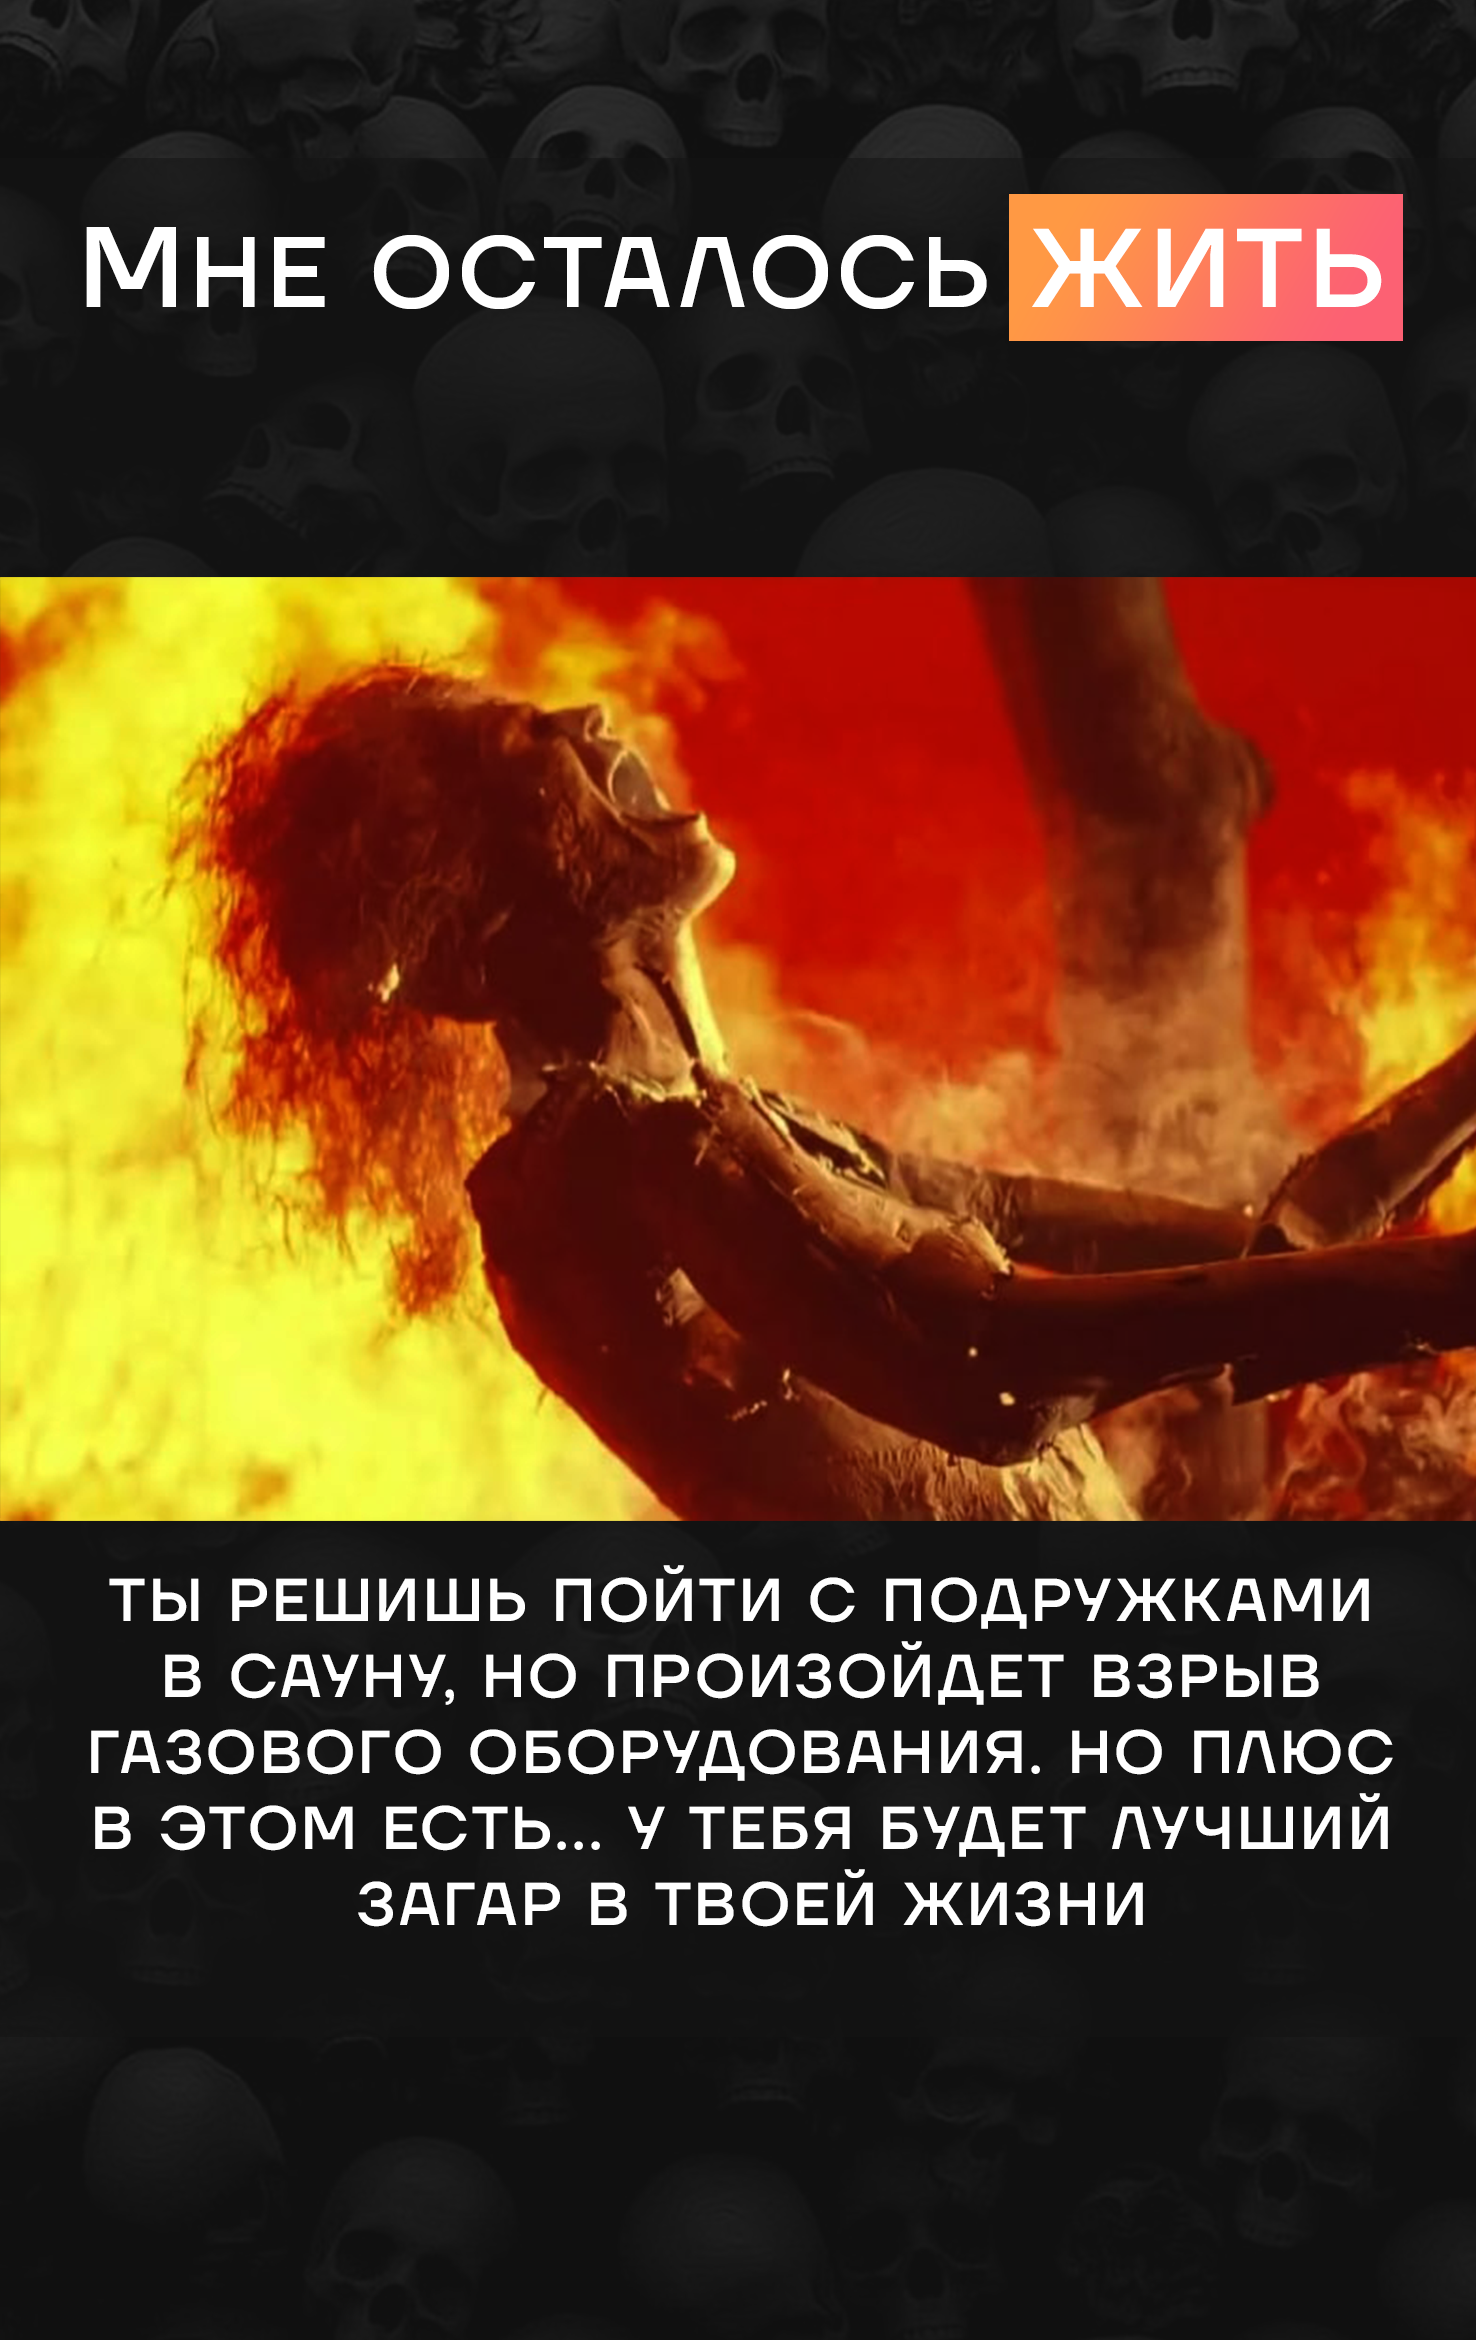 Мне осталось жить
ты решишь пойти с подружками
в сауну, но произойдет взрыв
газового оборудования. но плюс
в этом есть... у тебя будет лучший
загар в твоей жизни